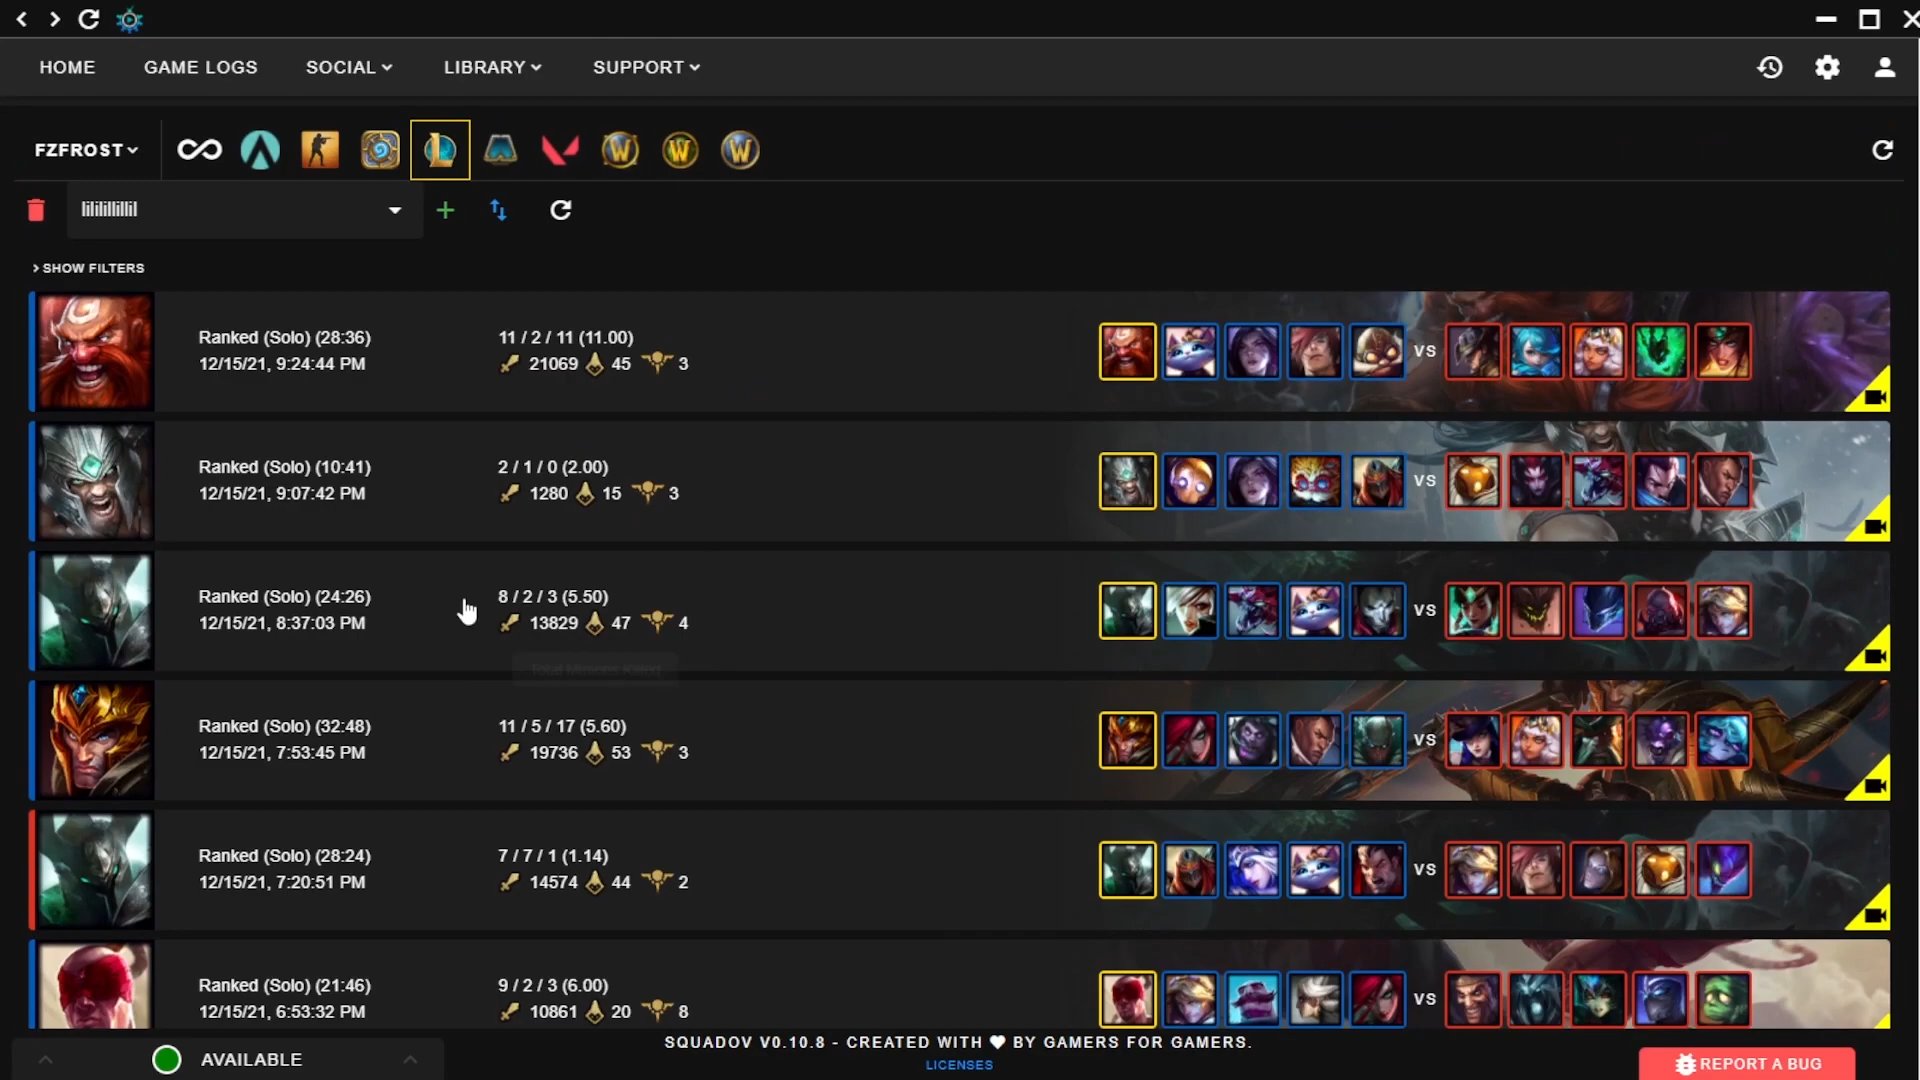 HOME GAME LOGS SOCIAL LIBRARY SUPPORT
FZFROST
> SHOW FILTERS
Ranked (Solo) (28:36) 11 / 2 / 11 (11.00)
12/15/21, 9:24:44 PM 21069 45 3
VS
Ranked (Solo) (10:41) 2 / 1 / 0 (2.00)
12/15/21, 9:07:42 PM 1280 15 3
VS
Ranked (Solo) (24:26) 8 / 2 / 3 (5.50)
12/15/21, 8:37:03 PM 13829 47 4
VS
Total Minions Killed
Ranked (Solo) (32:48) 11 / 5 / 17 (5.60)
12/15/21, 7:53:45 PM 19736 53 3
VS
Ranked (Solo) (28:24) 7 / 7 / 1 (1.14)
12/15/21, 7:20:51 PM 14574 44 2
VS
Ranked (Solo) (21:46) 9 / 2 / 3 (6.00)
12/15/21, 6:53:32 PM 10861 20 8
VS
AVAILABLE
SQUADOV V0.10.8 - CREATED WITH ♥ BY GAMERS FOR GAMERS.
LICENSES
REPORT A BUG